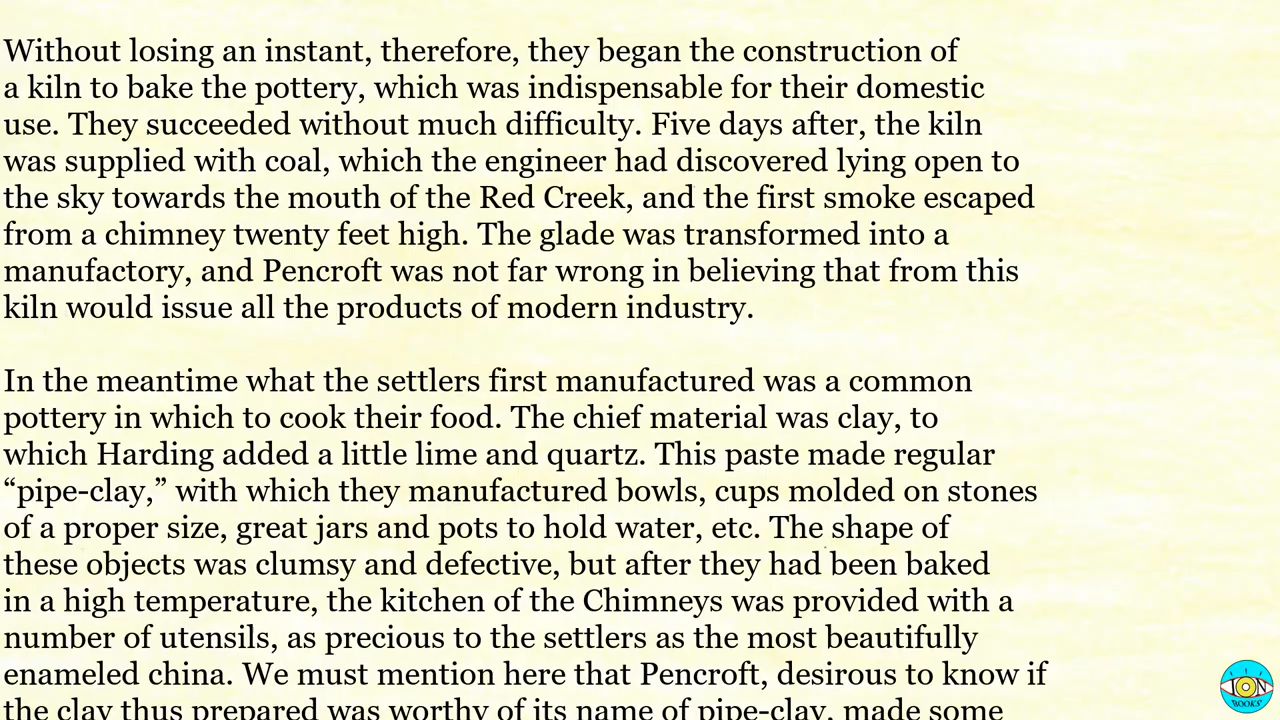 Without losing an instant, therefore, they began the construction of
a kiln to bake the pottery, which was indispensable for their domestic
use. They succeeded without much difficulty. Five days after, the kiln
was supplied with coal, which the engineer had discovered lying open to
the sky towards the mouth of the Red Creek, and the first smoke escaped
from a chimney twenty feet high. The glade was transformed into a
manufactory, and Pencroft was not far wrong in believing that from this
kiln would issue all the products of modern industry.
In the meantime what the settlers first manufactured was a common
pottery in which to cook their food. The chief material was clay, to
which Harding added a little lime and quartz. This paste made regular
“pipe-clay,” with which they manufactured bowls, cups molded on stones
of a proper size, great jars and pots to hold water, etc. The shape of
these objects was clumsy and defective, but after they had been baked
in a high temperature, the kitchen of the Chimneys was provided with a
number of utensils, as precious to the settlers as the most beautifully
enameled china. We must mention here that Pencroft, desirous to know if
the clay thus prepared was worthy of its name of pipe-clay, made some
ION
BOOKS